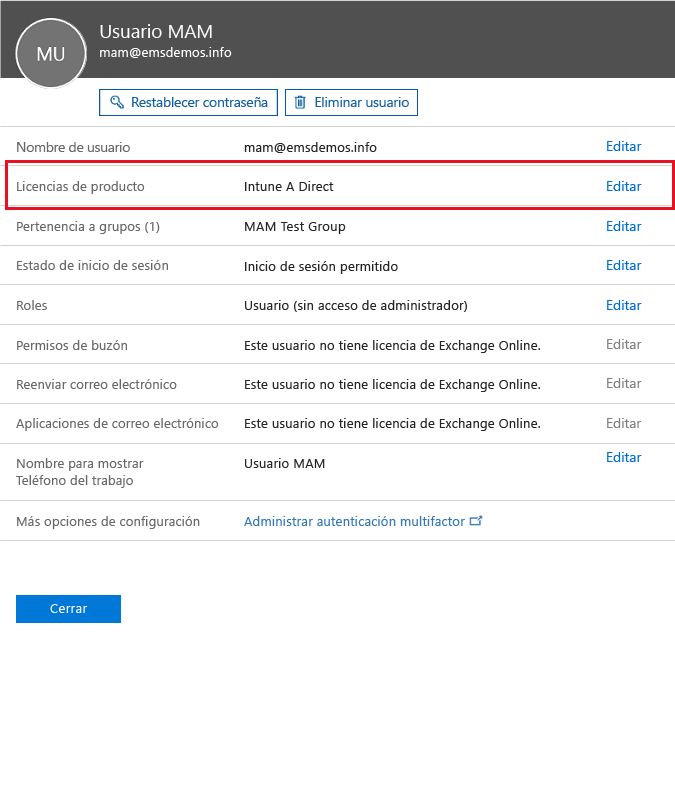 MU
Usuario MAM
mam@emsdemos.info
Restablecer contraseña
Eliminar usuario
Nombre de usuario mam@emsdemos.info Editar
Licencias de producto Intune A Direct Editar
Pertenencia a grupos (1) MAM Test Group Editar
Estado de inicio de sesión Inicio de sesión permitido Editar
Roles Usuario (sin acceso de administrador) Editar
Permisos de buzón Este usuario no tiene licencia de Exchange Online. Editar
Reenviar correo electrónico Este usuario no tiene licencia de Exchange Online. Editar
Aplicaciones de correo electrónico Este usuario no tiene licencia de Exchange Online. Editar
Nombre para mostrar Usuario MAM Editar
Teléfono del trabajo
Más opciones de configuración Administrar autenticación multifactor
Cerrar